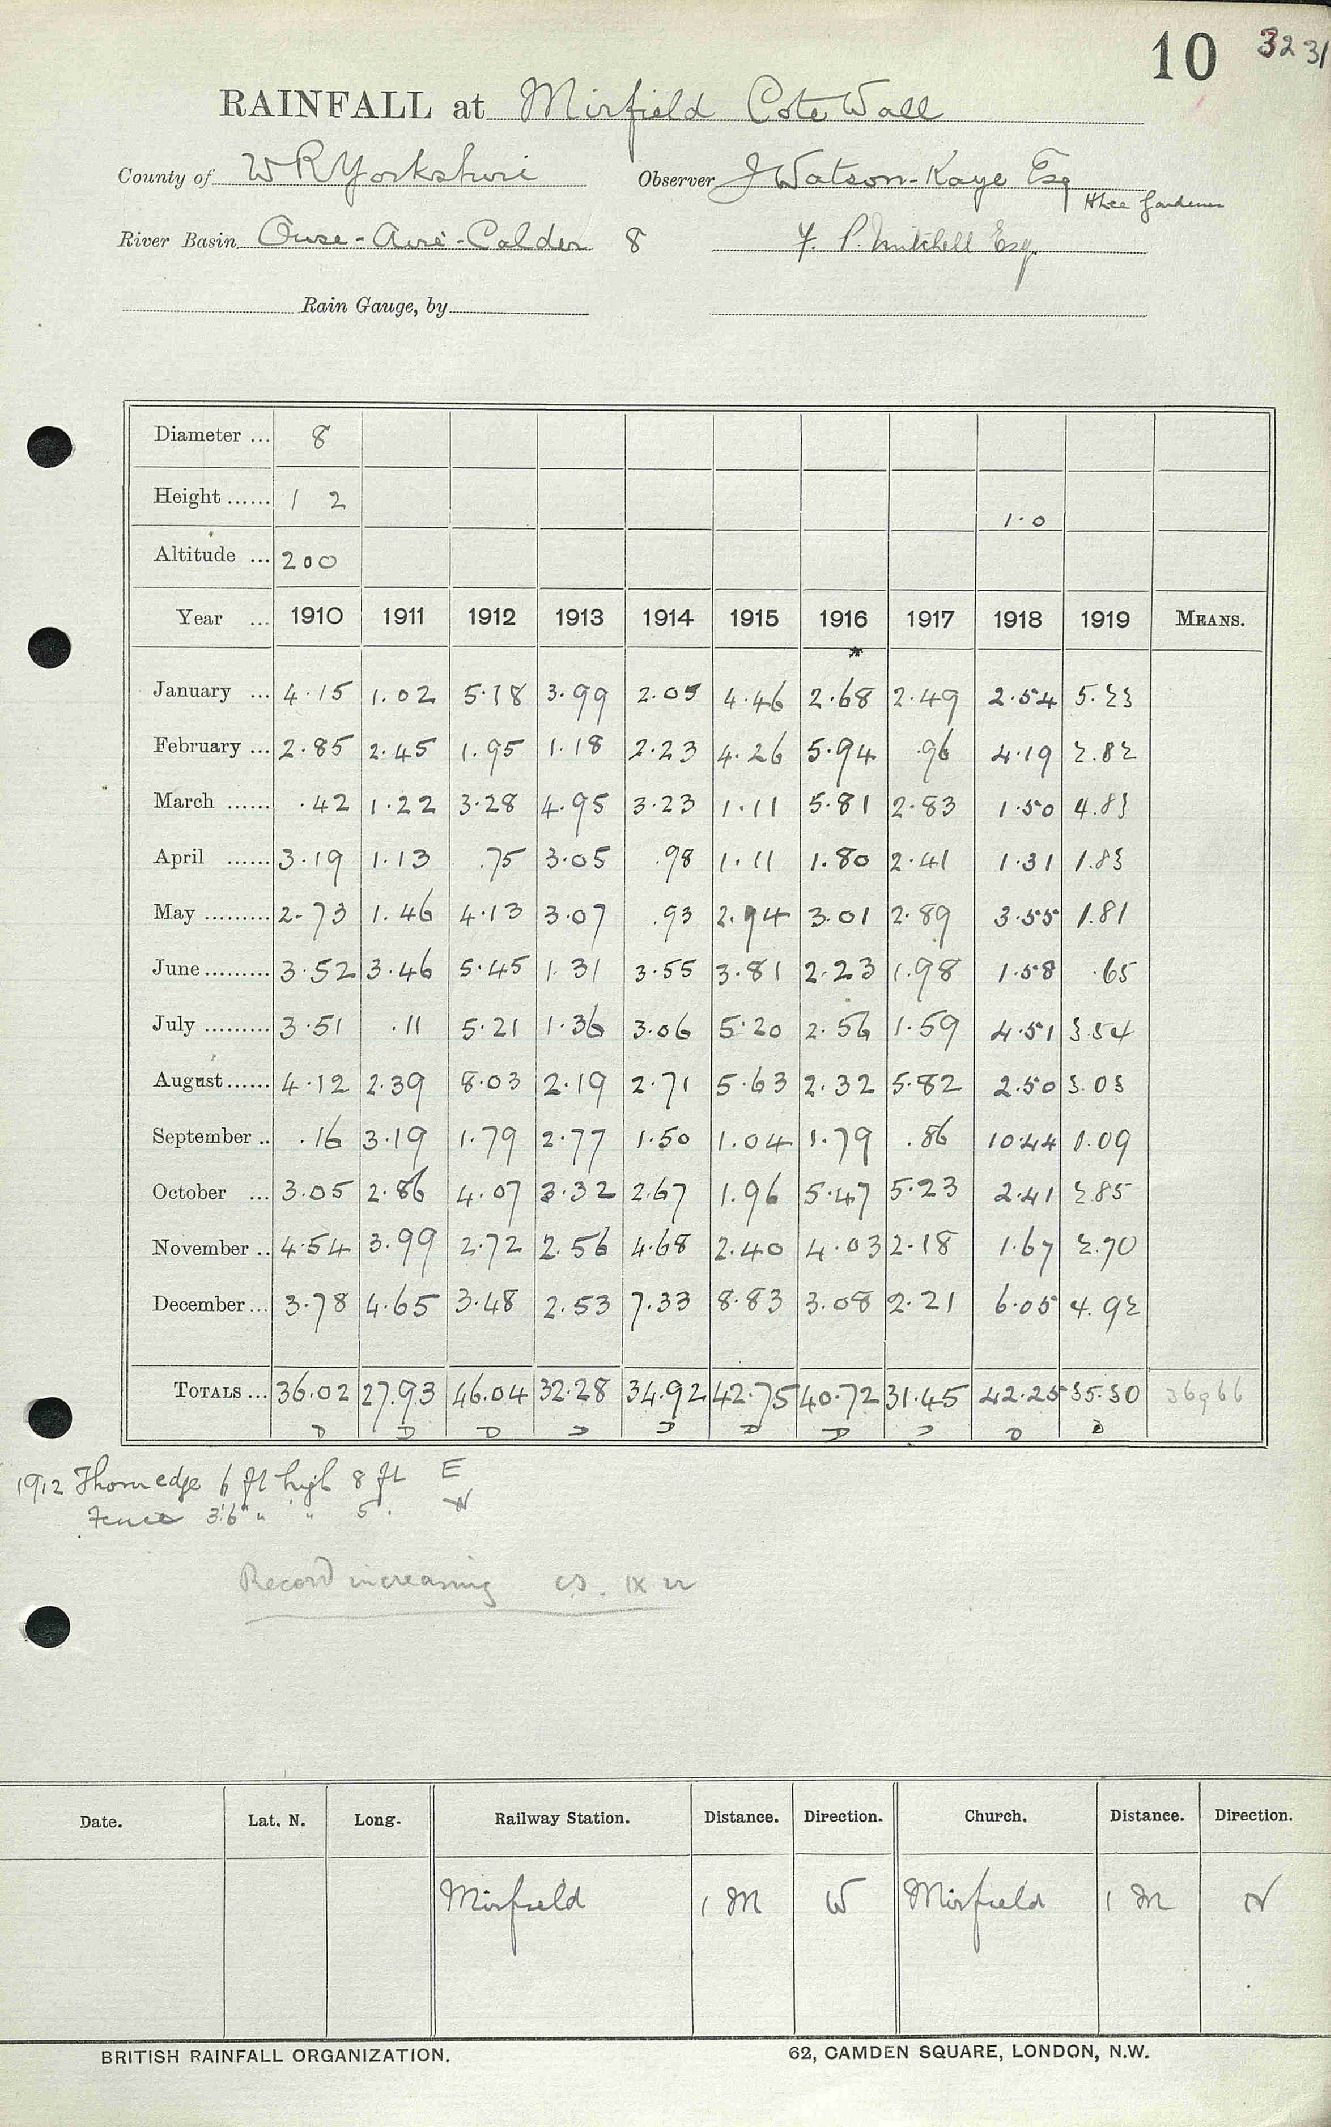 10 3231
RAINFALL at Mirfield Cote Wall
County of W R Yorkshire Observer J Watson-Kaye Esq
River Basin Ouse-Aire-Calder 8 F. P. Mitchell Esq.
Rain Gauge, by
Diameter ... 8
Height ...... 1 2 1·0
Altitude ... 200
Year ... 1910 1911 1912 1913 1914 1915 1916 1917 1918 1919 MEANS.
*
January ... 4·15 1.02 5·18 3.99 2.05 4.46 2.68 2.49 2.54 5.23
February ... 2.85 2.45 1.95 1.18 2.23 4.26 5.94 .96 4.19 2.82
March ...... .42 1.22 3.28 4.95 3.23 1.11 5.81 2.83 1.50 4.83
April ...... 3.19 1.13 .75 3.05 .98 1.11 1.80 2.41 1.31 1.83
May ......... 2.73 1.46 4.13 3.07 .93 2.94 3.01 2.89 3.55 1.81
June ......... 3.52 3.46 5.45 1.31 3.55 3.81 2.23 1.98 1.58 .65
July ......... 3.51 .11 5.21 1.36 3.06 5.20 2.56 1.59 4.51 3.54
August ...... 4.12 2.39 8.03 2.19 2.71 5.63 2.32 5.82 2.50 3.03
September .. .16 3.19 1.79 2.77 1.50 1.04 1.79 .86 10.44 1.09
October ... 3.05 2.86 4.07 3.32 2.67 1.96 5.47 5.23 2.41 2.85
November .. 4.54 3.99 2.72 2.56 4.68 2.40 4.03 2.18 1.67 2.70
December ... 3.78 4.65 3.48 2.53 7.33 8.83 3.08 2.21 6.05 4.92
TOTALS ... 36.02 27.93 46.04 32.28 34.92 42.75 40.72 31.45 42.25 35.30 36966
D D D D D D D D D D
1912 Thorn edge 6 ft high 8 ft E
Fence 3'6" " " 5 . N
Record increasing
Date. Lat. N. Long. Railway Station. Distance. Direction. Church. Distance. Direction.
Mirfield 1 M W Mirfield 1 M N
BRITISH RAINFALL ORGANIZATION. 62, CAMDEN SQUARE, LONDON, N.W.